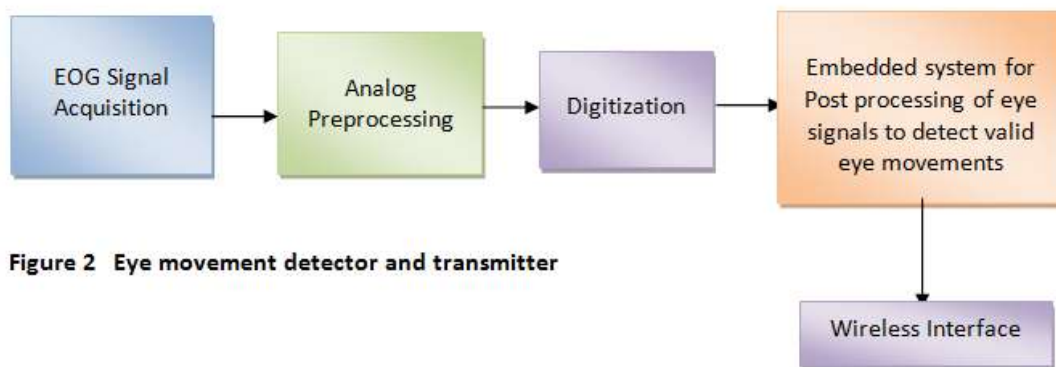 EOG Signal
Acquisition
Analog
Preprocessing
Digitization
Embedded system for
Post processing of eye
signals to detect valid
eye movements
Figure 2 Eye movement detector and transmitter
Wireless Interface